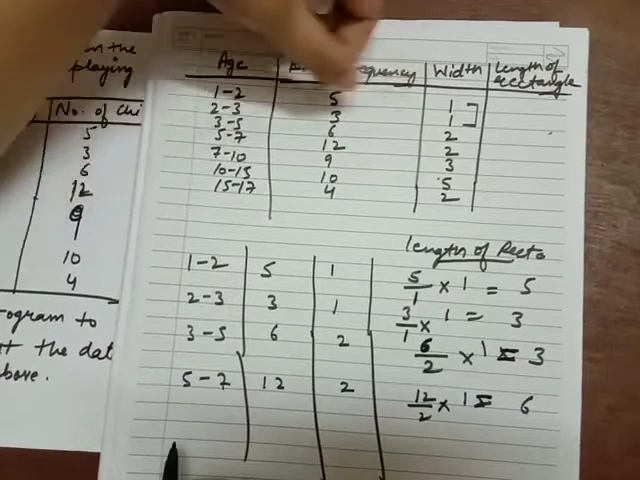 on the
playing
No. of Chi
5
3
6
12
9
10
4
ogram to
t the dat
bove.
Age quency Width Length of rectangle
1-2 5 1
2-3 3 1
3-5 6 2
5-7 12 2
7-10 9 3
10-15 10 5
15-17 4 2
length of Recta
1-2 5 1 5/1 × 1 = 5
2-3 3 1 3/1 × 1 = 3
3-5 6 2 6/2 × 1 = 3
5-7 12 2 12/2 × 1 = 6